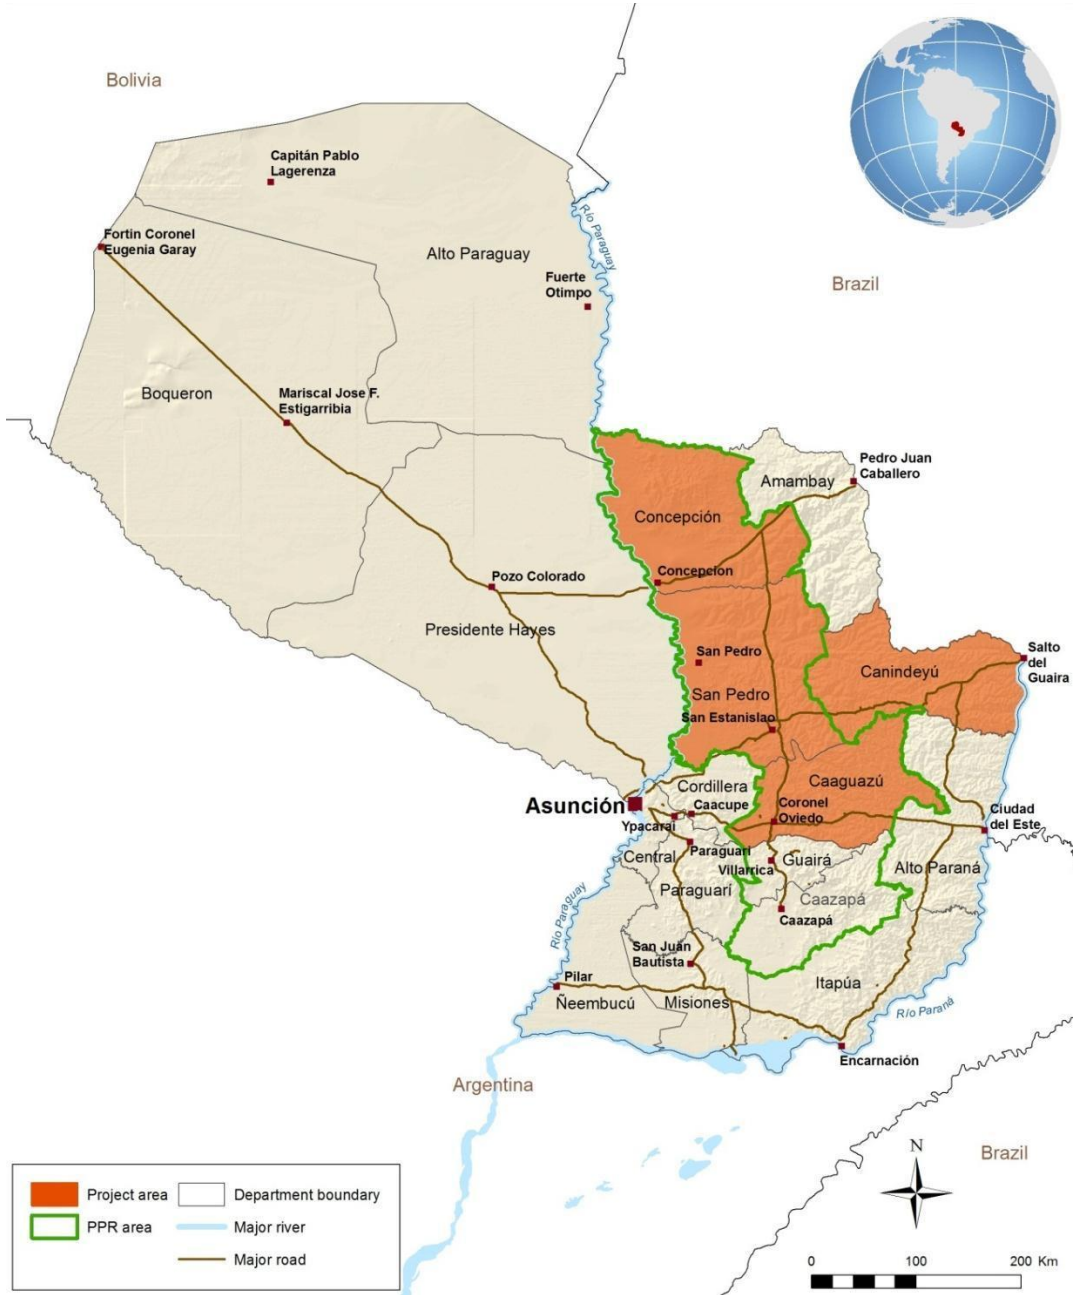 Bolivia
Capitán Pablo
Lagerenza
Río Paraguay
Fortin Coronel
Eugenia Garay
Alto Paraguay
Fuerte
Otimpo
Brazil
Boqueron
Mariscal Jose F.
Estigarribia
Pedro Juan
Caballero
Amambay
Concepción
Concepcion
Pozo Colorado
Presidente Hayes
San Pedro
San Pedro
San Estanislao
Canindeyú
Salto
del
Guaira
Caaguazú
Cordillera
Caacupe
Asunción
Ypacarai
Coronel
Oviedo
Ciudad
del Este
Central
Paraguari
Villarrica
Guairá
Alto Paraná
Paraguarí
Caazapá
Caazapá
Río Paraguay
San Juan
Bautista
Pilar
Ñeembucú
Misiones
Itapúa
Río Paraná
Encarnación
Argentina
Brazil
N
Project area
Department boundary
PPR area
Major river
Major road
0
100
200 Km